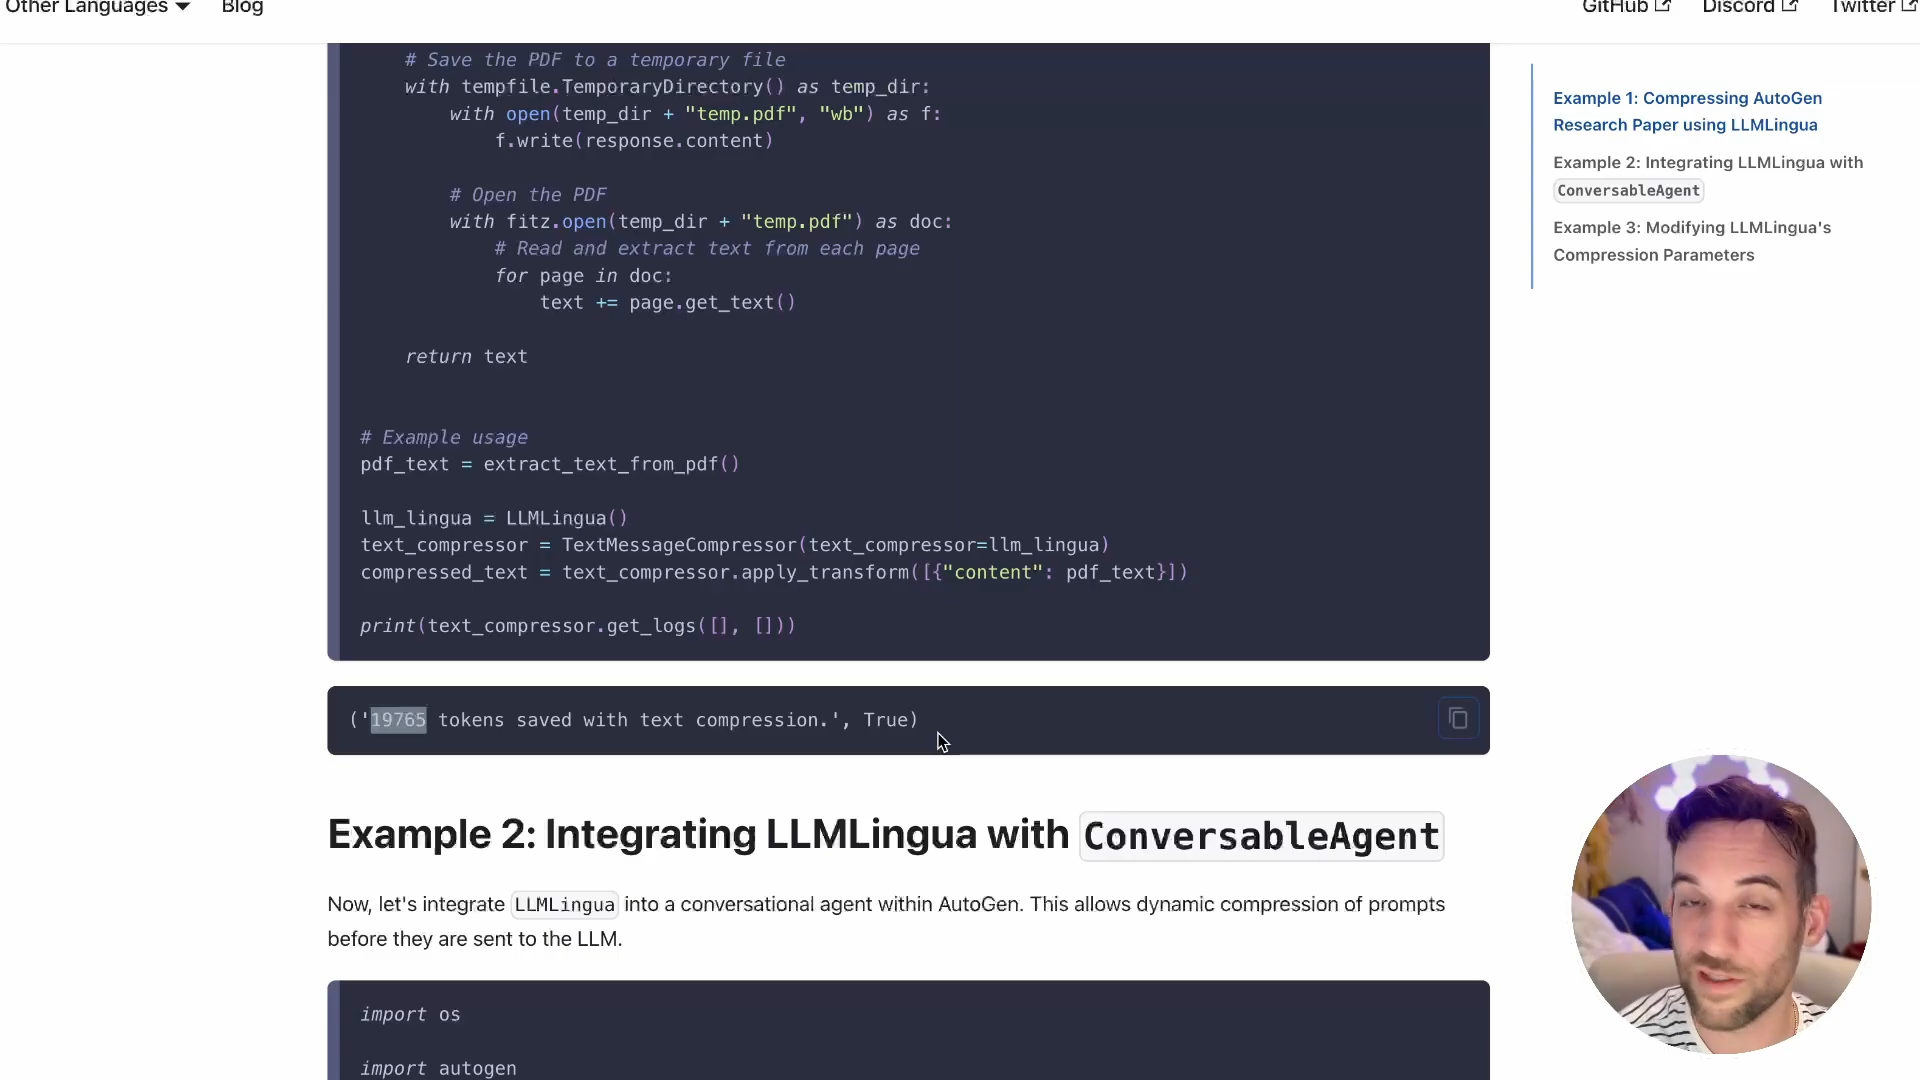 Other Languages
Blog
GitHub
Discord
Twitter
# Save the PDF to a temporary file
with tempfile.TemporaryDirectory() as temp_dir:
with open(temp_dir + "temp.pdf", "wb") as f:
f.write(response.content)
# Open the PDF
with fitz.open(temp_dir + "temp.pdf") as doc:
# Read and extract text from each page
for page in doc:
text += page.get_text()
return text
# Example usage
pdf_text = extract_text_from_pdf()
llm_lingua = LLMLingua()
text_compressor = TextMessageCompressor(text_compressor=llm_lingua)
compressed_text = text_compressor.apply_transform([{"content": pdf_text}])
print(text_compressor.get_logs([], []))
('19765 tokens saved with text compression.', True)
Example 2: Integrating LLMLingua with ConversableAgent
Now, let's integrate LLMLingua into a conversational agent within AutoGen. This allows dynamic compression of prompts
before they are sent to the LLM.
import os
import autogen
Example 1: Compressing AutoGen
Research Paper using LLMLingua
Example 2: Integrating LLMLingua with
ConversableAgent
Example 3: Modifying LLMLingua's
Compression Parameters